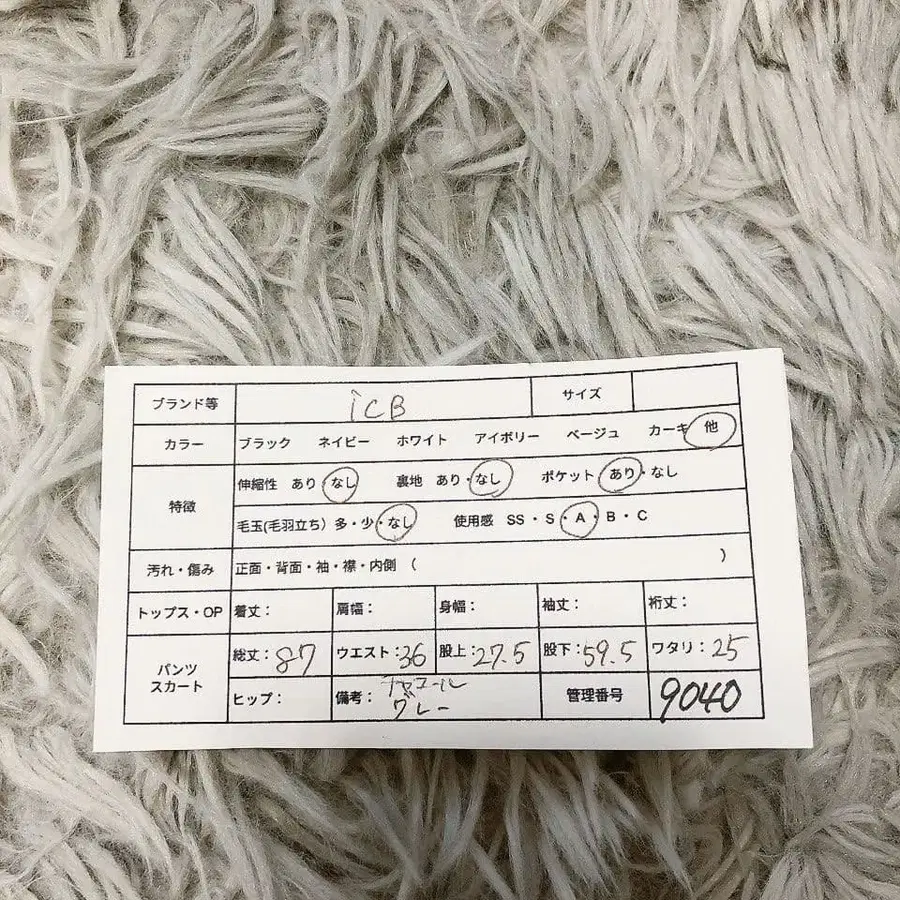 ブランド等 iCB サイズ
カラー ブラック ネイビー ホワイト アイボリー ベージュ カーキ 他
特徴 伸縮性 あり・なし 裏地 あり・なし ポケット あり・なし
毛玉(毛羽立ち) 多・少・なし 使用感 SS・S・A・B・C
汚れ・傷み 正面・背面・袖・襟・内側 ( )
トップス・OP 着丈: 肩幅: 身幅: 袖丈: 裄丈:
パンツ スカート 総丈:87 ウエスト:36 股上:27.5 股下:59.5 ワタリ:25
ヒップ: 備考:チャコール グレー 管理番号 9040